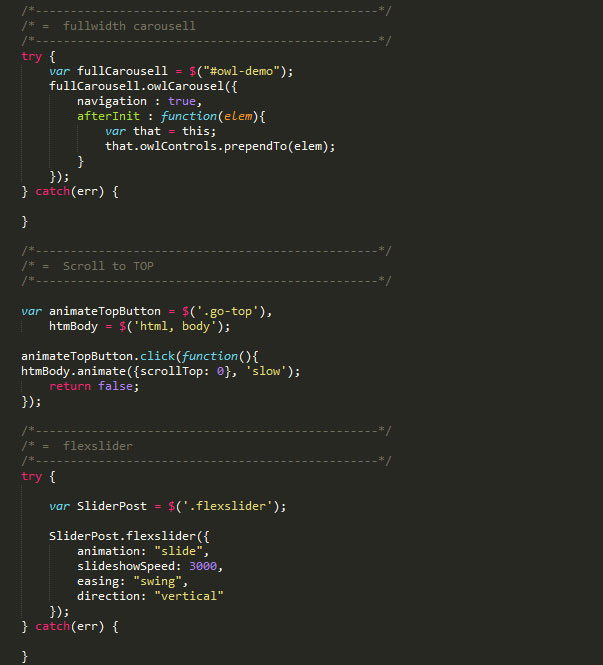 /*-------------------------------------------------*/
/* =  fullwidth carousell
/*-------------------------------------------------*/
try {
    var fullCarousell = $("#owl-demo");
    fullCarousell.owlCarousel({
        navigation : true,
        afterInit : function(elem){
            var that = this;
            that.owlControls.prependTo(elem);
        }
    });
} catch(err) {
}
/*-------------------------------------------------*/
/* =  Scroll to TOP
/*-------------------------------------------------*/
var animateTopButton = $('.go-top'),
    htmBody = $('html, body');
animateTopButton.click(function(){
htmBody.animate({scrollTop: 0}, 'slow');
    return false;
});
/*-------------------------------------------------*/
/* =  flexslider
/*-------------------------------------------------*/
try {
    var SliderPost = $('.flexslider');
    SliderPost.flexslider({
        animation: "slide",
        slideshowSpeed: 3000,
        easing: "swing",
        direction: "vertical"
    });
} catch(err) {
}